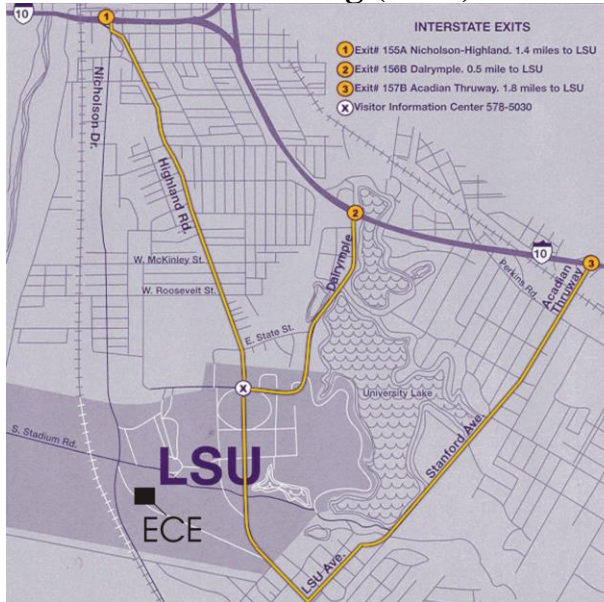 10
INTERSTATE EXITS
1 Exit# 155A Nicholson-Highland. 1.4 miles to LSU
2 Exit# 156B Dalrymple. 0.5 mile to LSU
3 Exit# 157B Acadian Thruway. 1.8 miles to LSU
X Visitor Information Center 578-5030
1
Nicholson Dr.
Highland Rd.
2
Dalrymple
10
3
Acadian
Thruway
Perkins Rd.
W. McKinley St.
W. Roosevelt St.
E. State St.
X
University Lake
S. Stadium Rd.
LSU
Stanford Ave.
ECE
LSU Ave.